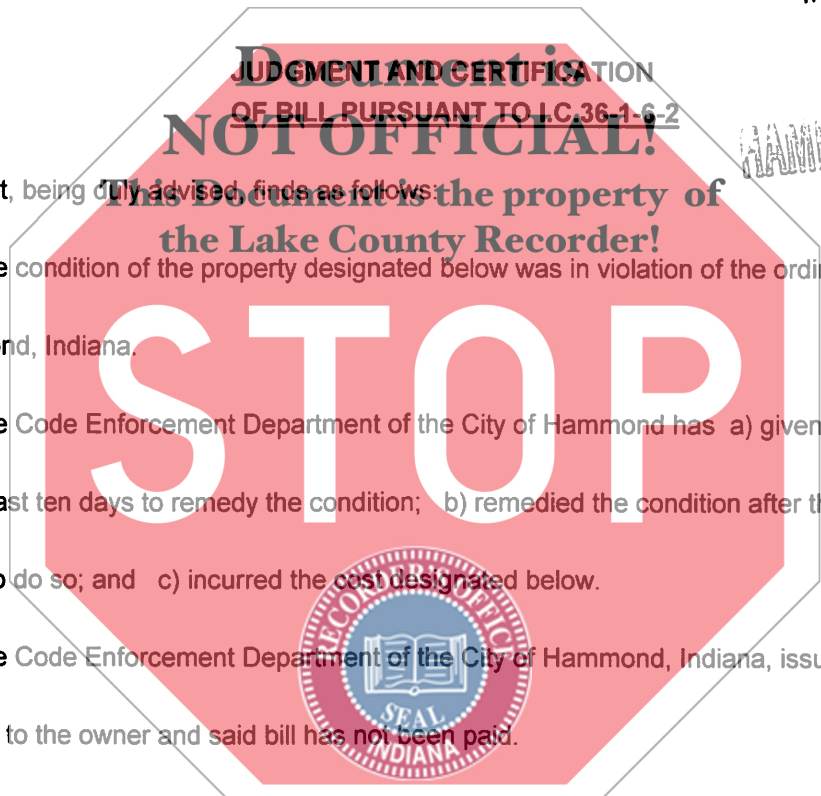 Document is
JUDGMENT AND CERTIFICATION
OF BILL PURSUANT TO I.C.36-1-6-2
NOT OFFICIAL!
HAMM
t, being duly advised, finds as follows:
This Document is the property of
the Lake County Recorder!
e condition of the property designated below was in violation of the ordi
nd, Indiana.
STOP
e Code Enforcement Department of the City of Hammond has a) given
ast ten days to remedy the condition; b) remedied the condition after th
o do so; and c) incurred the cost designated below.
RECORDER'S OFFICE
e Code Enforcement Department of the City of Hammond, Indiana, issu
SEAL
to the owner and said bill has not been paid.
INDIANA